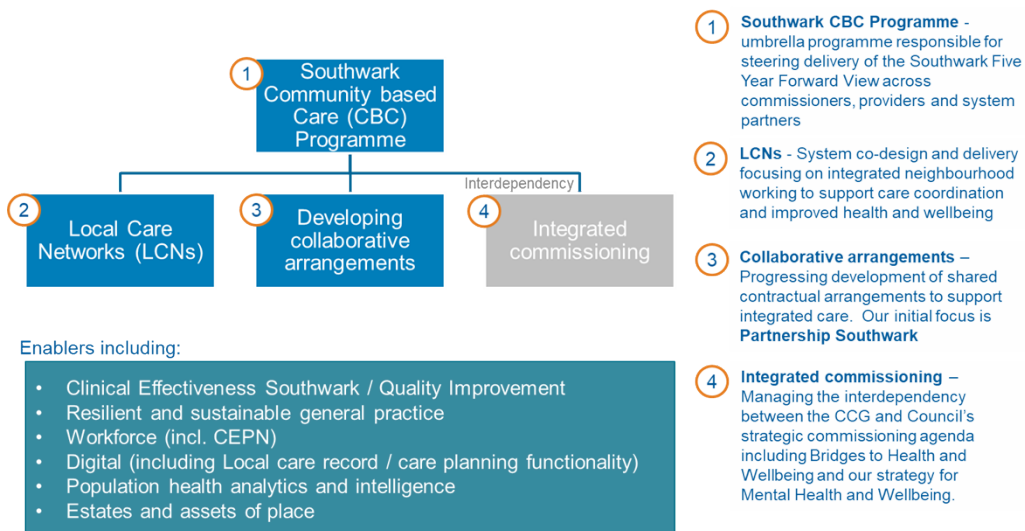 1
Southwark
Community based
Care (CBC)
Programme
Interdependency
2
Local Care
Networks (LCNs)
3
Developing
collaborative
arrangements
4
Integrated
commissioning
Enablers including:
• Clinical Effectiveness Southwark / Quality Improvement
• Resilient and sustainable general practice
• Workforce (incl. CEPN)
• Digital (including Local care record / care planning functionality)
• Population health analytics and intelligence
• Estates and assets of place
1
Southwark CBC Programme -
umbrella programme responsible for
steering delivery of the Southwark Five
Year Forward View across
commissioners, providers and system
partners
2
LCNs - System co-design and delivery
focusing on integrated neighbourhood
working to support care coordination
and improved health and wellbeing
3
Collaborative arrangements –
Progressing development of shared
contractual arrangements to support
integrated care. Our initial focus is
Partnership Southwark
4
Integrated commissioning –
Managing the interdependency
between the CCG and Council's
strategic commissioning agenda
including Bridges to Health and
Wellbeing and our strategy for
Mental Health and Wellbeing.